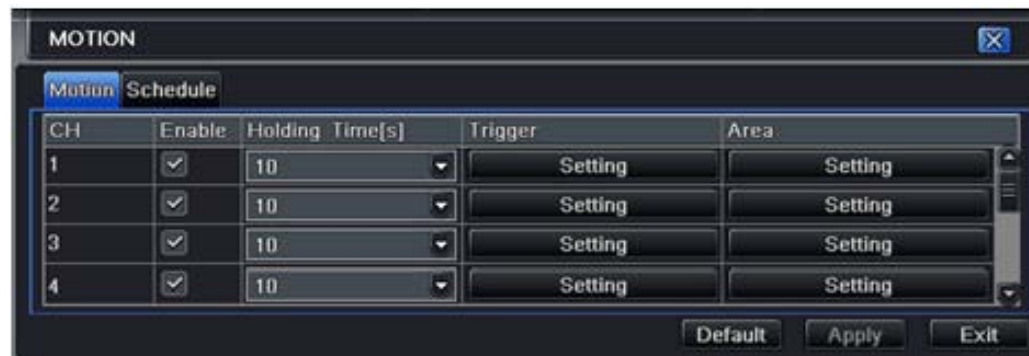 MOTION
Motion Schedule
CH Enable Holding Time[s] Trigger Area
1 10 Setting Setting
2 10 Setting Setting
3 10 Setting Setting
4 10 Setting Setting
Default Apply Exit